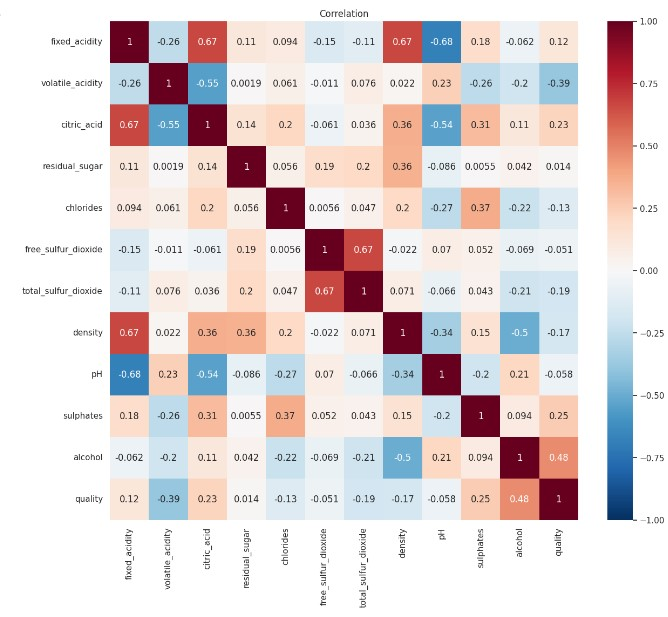 Correlation
fixed_acidity 1 -0.26 0.67 0.11 0.094 -0.15 -0.11 0.67 -0.68 0.18 -0.062 0.12
volatile_acidity -0.26 1 -0.55 0.0019 0.061 -0.011 0.076 0.022 0.23 -0.26 -0.2 -0.39
citric_acid 0.67 -0.55 1 0.14 0.2 -0.061 0.036 0.36 -0.54 0.31 0.11 0.23
residual_sugar 0.11 0.0019 0.14 1 0.056 0.19 0.2 0.36 -0.086 0.0055 0.042 0.014
chlorides 0.094 0.061 0.2 0.056 1 0.0056 0.047 0.2 -0.27 0.37 -0.22 -0.13
free_sulfur_dioxide -0.15 -0.011 -0.061 0.19 0.0056 1 0.67 -0.022 0.07 0.052 -0.069 -0.051
total_sulfur_dioxide -0.11 0.076 0.036 0.2 0.047 0.67 1 0.071 -0.066 0.043 -0.21 -0.19
density 0.67 0.022 0.36 0.36 0.2 -0.022 0.071 1 -0.34 0.15 -0.5 -0.17
pH -0.68 0.23 -0.54 -0.086 -0.27 0.07 -0.066 -0.34 1 -0.2 0.21 -0.058
sulphates 0.18 -0.26 0.31 0.0055 0.37 0.052 0.043 0.15 -0.2 1 0.094 0.25
alcohol -0.062 -0.2 0.11 0.042 -0.22 -0.069 -0.21 -0.5 0.21 0.094 1 0.48
quality 0.12 -0.39 0.23 0.014 -0.13 -0.051 -0.19 -0.17 -0.058 0.25 0.48 1
fixed_acidity
volatile_acidity
citric_acid
residual_sugar
chlorides
free_sulfur_dioxide
total_sulfur_dioxide
density
pH
sulphates
alcohol
quality
1.00
0.75
0.50
0.25
0.00
−0.25
−0.50
−0.75
−1.00